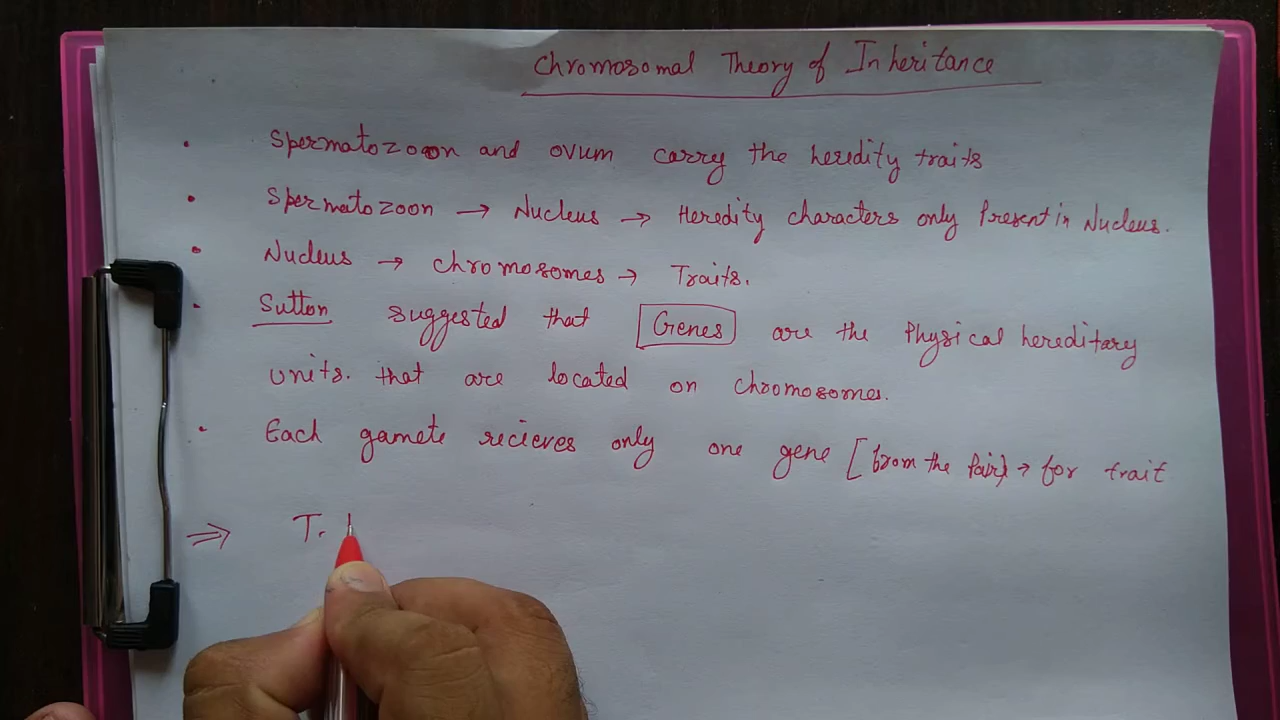 Chromosomal Theory of Inheritance
• Spermatozoon and ovum carry the heredity traits
• Spermatozoon → Nucleus → Heredity characters only Present in Nucleus.
• Nucleus → chromosomes → Traits.
• Sutton suggested that Genes are the Physical hereditary
units. that are located on chromosomes.
• Each gamete recieves only one gene [from the Pair] → for trait
⇒ T.